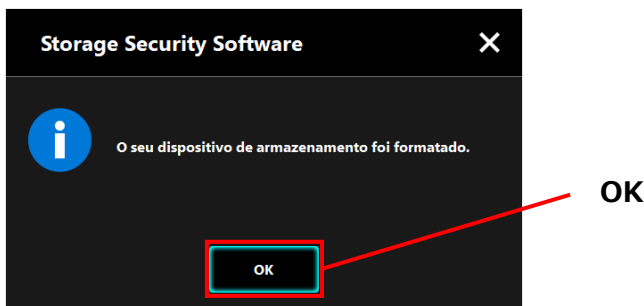 Storage Security Software
O seu dispositivo de armazenamento foi formatado.
OK
OK